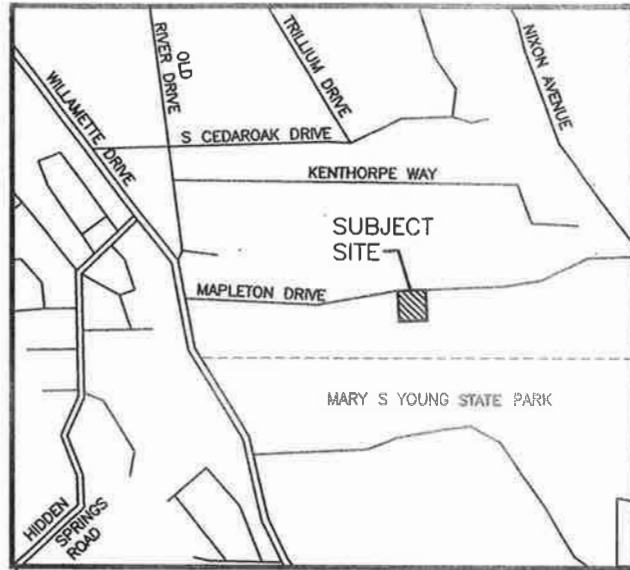 WILLAMETTE DRIVE
OLD
RIVER DRIVE
TRILLIUM DRIVE
NIXON AVENUE
S CEDAROAK DRIVE
KENTHORPE WAY
SUBJECT
SITE
MAPLETON DRIVE
MARY S YOUNG STATE PARK
HIDDEN
SPRINGS
ROAD